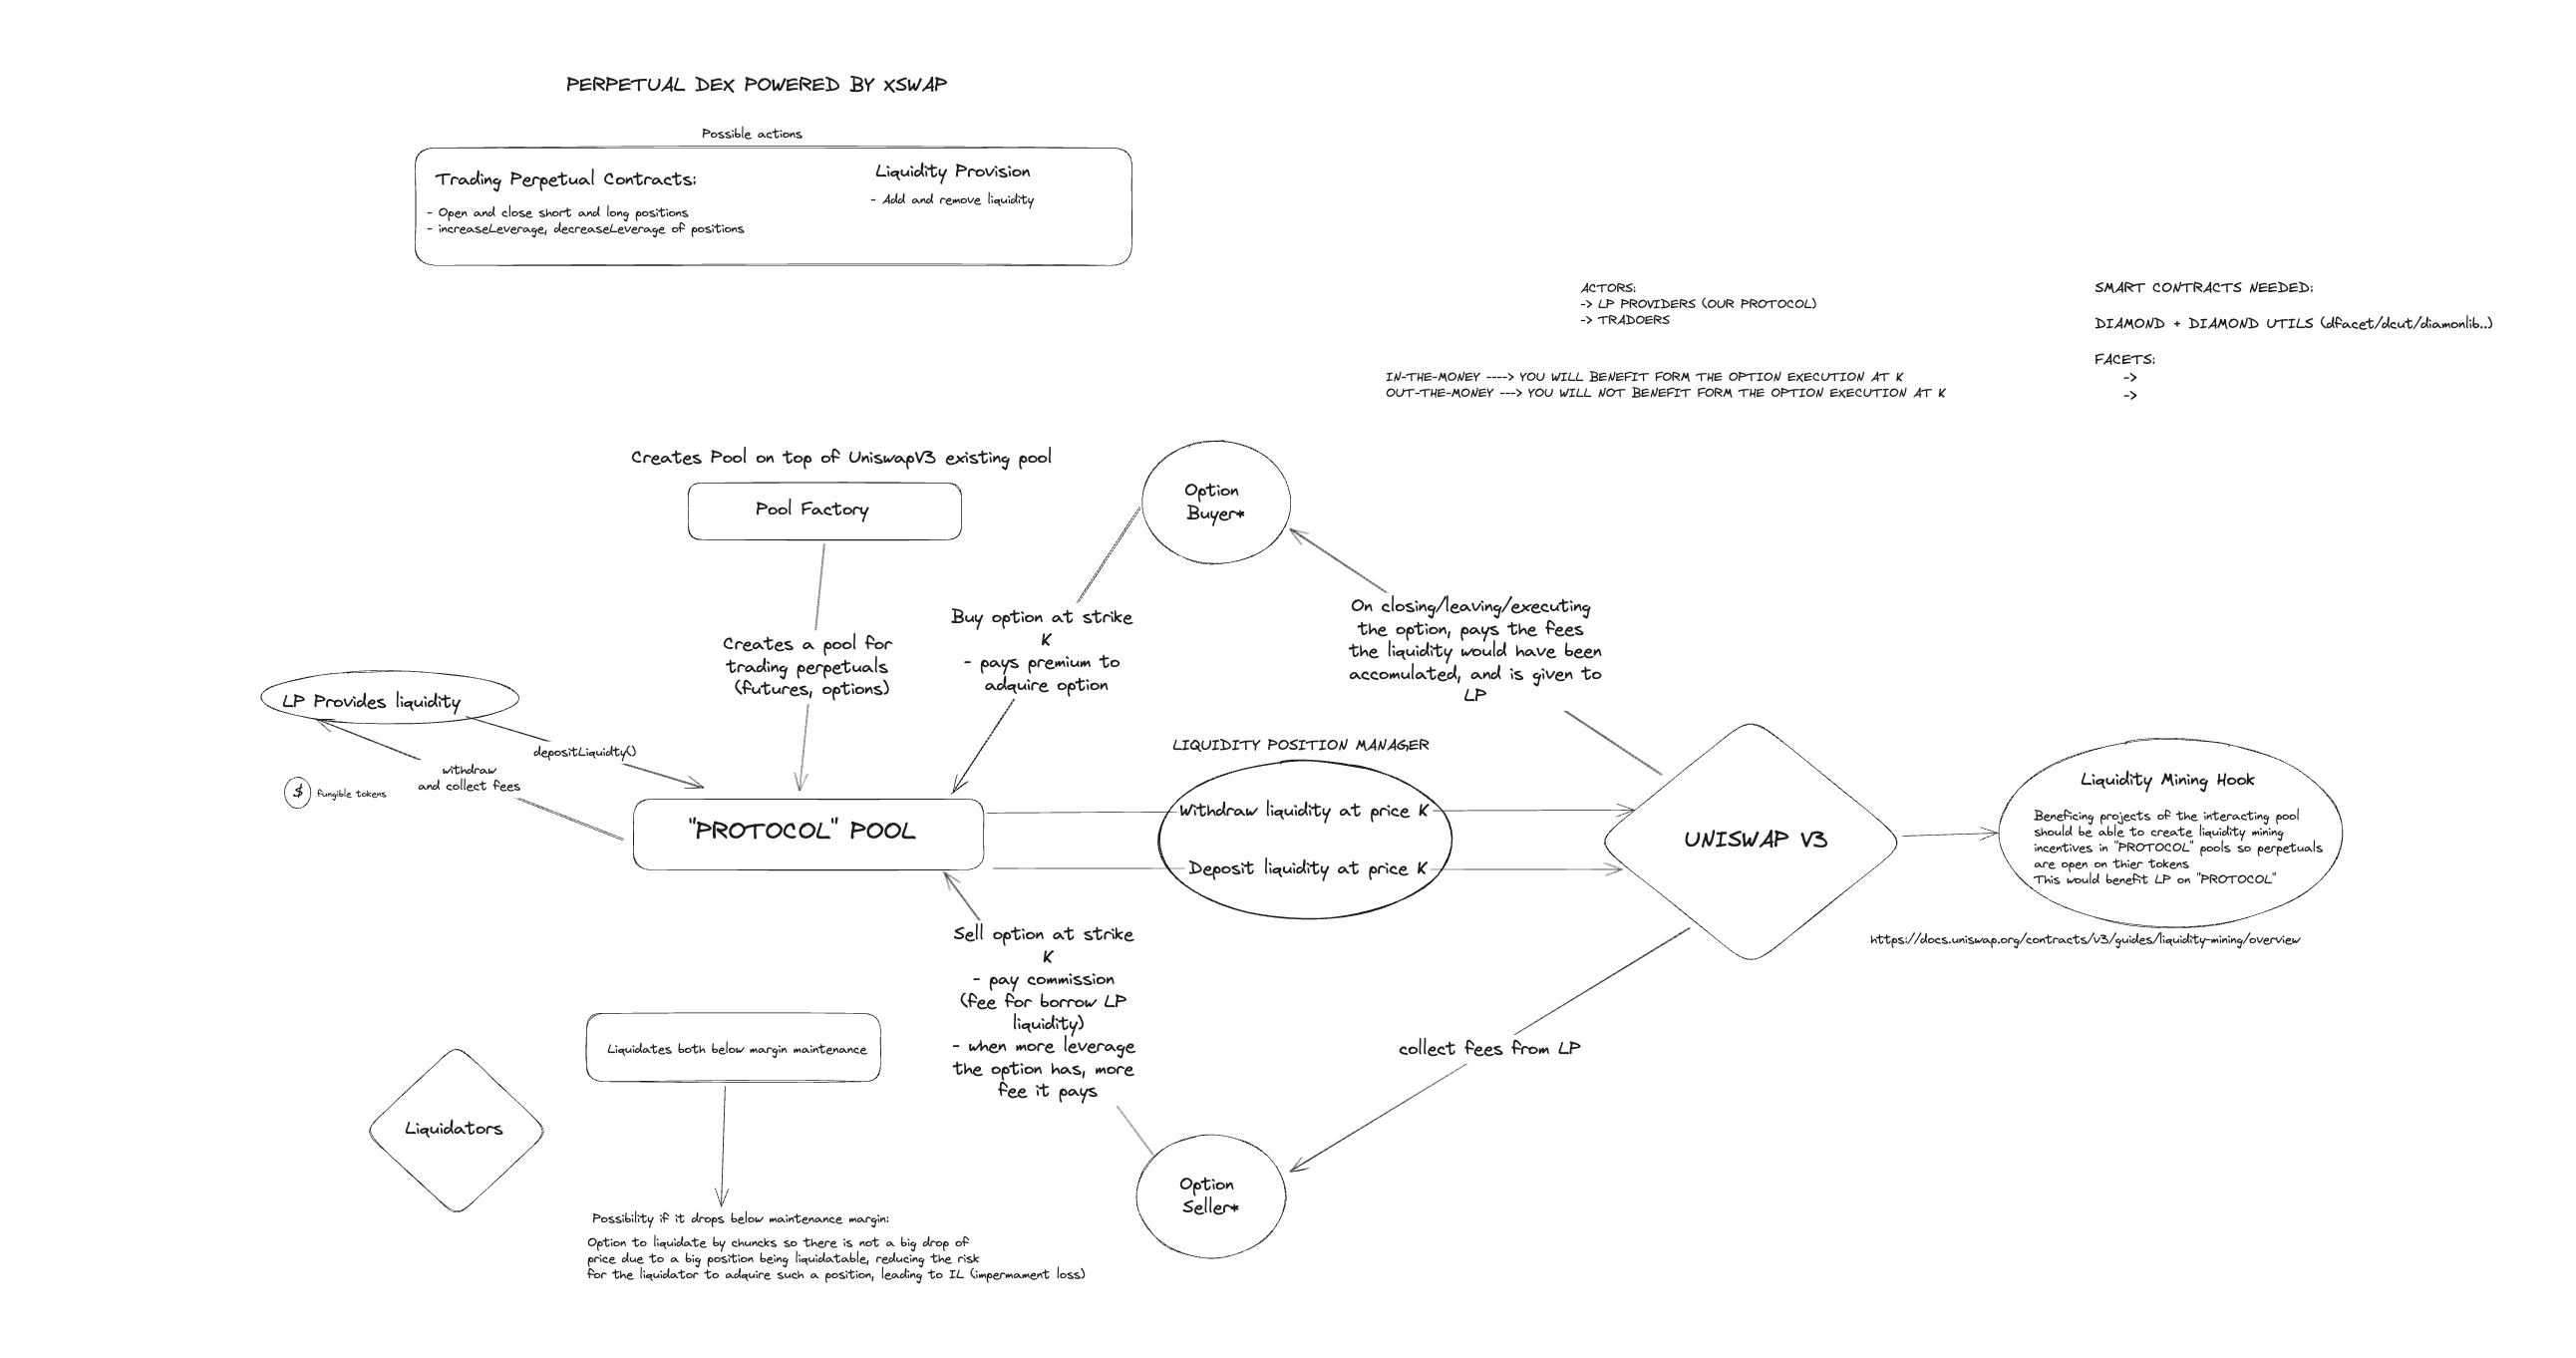 PERPETUAL DEX POWERED BY XSWAP
Possible actions
Trading Perpetual Contracts:
- Open and close short and long positions
- increaseLeverage, decreaseLeverage of positions
Liquidity Provision
- Add and remove liquidity
ACTORS:
-> LP PROVIDERS (OUR PROTOCOL)
-> TRADOERS
SMART CONTRACTS NEEDED:
DIAMOND + DIAMOND UTILS (dfacet/dcut/diamonlib..)
FACETS:
->
->
IN-THE-MONEY ----> YOU WILL BENEFIT FORM THE OPTION EXECUTION AT K
OUT-THE-MONEY ---> YOU WILL NOT BENEFIT FORM THE OPTION EXECUTION AT K
Creates Pool on top of UniswapV3 existing pool
Pool Factory
Option
Buyer*
Creates a pool for
trading perpetuals
(futures, options)
Buy option at strike
K
- pays premium to
adquire option
On closing/leaving/executing
the option, pays the fees
the liquidity would have been
accomulated, and is given to
LP
LP Provides liquidity
depositLiquidty()
withdraw
and collect fees
$
fungible tokens
"PROTOCOL" POOL
LIQUIDITY POSITION MANAGER
Withdraw liquidity at price K
Deposit liquidity at price K
UNISWAP V3
Liquidity Mining Hook
Beneficing projects of the interacting pool
should be able to create liquidity mining
incentives in "PROTOCOL" pools so perpetuals
are open on thier tokens
This would benefit LP on "PROTOCOL"
https://docs.uniswap.org/contracts/v3/guides/liquidity-mining/overview
Sell option at strike
K
- pay commission
(fee for borrow LP
liquidity)
- when more leverage
the option has, more
fee it pays
collect fees from LP
Option
Seller*
Liquidators
Liquidates both below margin maintenance
Possibility if it drops below maintenance margin:
Option to liquidate by chuncks so there is not a big drop of
price due to a big position being liquidatable, reducing the risk
for the liquidator to adquire such a position, leading to IL (impermament loss)